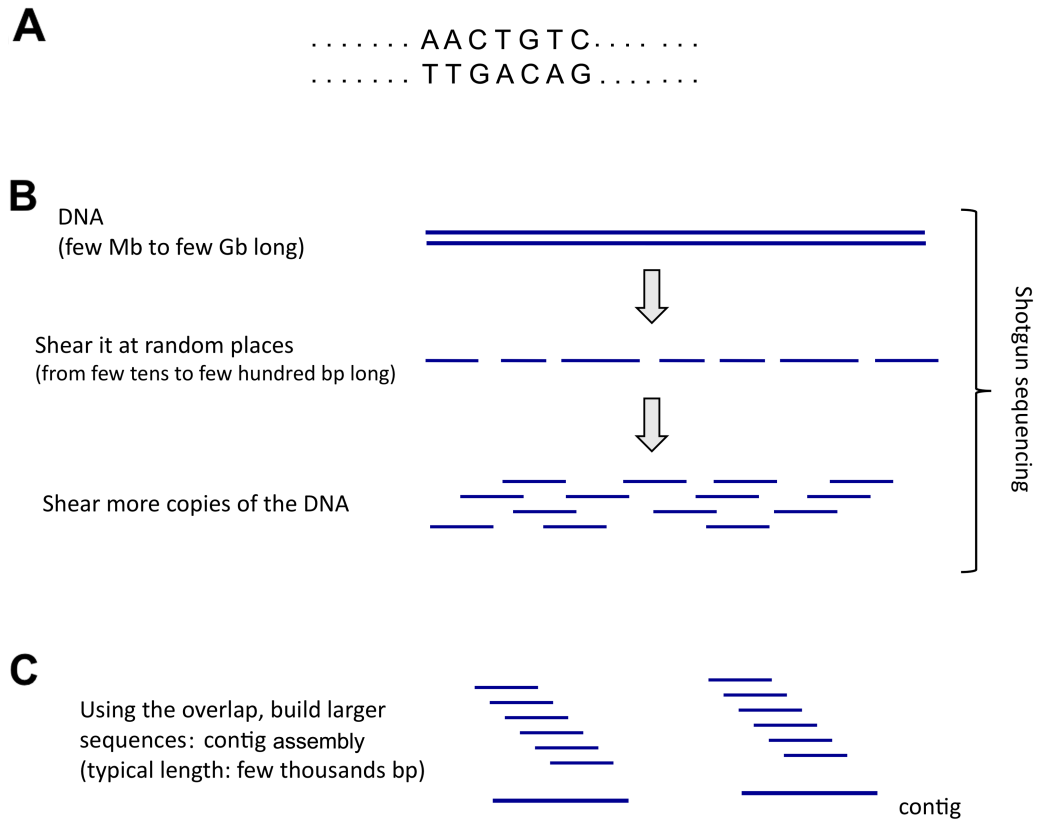 A
. . . . . . . A A C T G T C . . . . . . .
. . . . . . . T T G A C A G . . . . . . .
B
DNA
(few Mb to few Gb long)
Shear it at random places
(from few tens to few hundred bp long)
Shear more copies of the DNA
Shotgun sequencing
C
Using the overlap, build larger
sequences: contig assembly
(typical length: few thousands bp)
contig